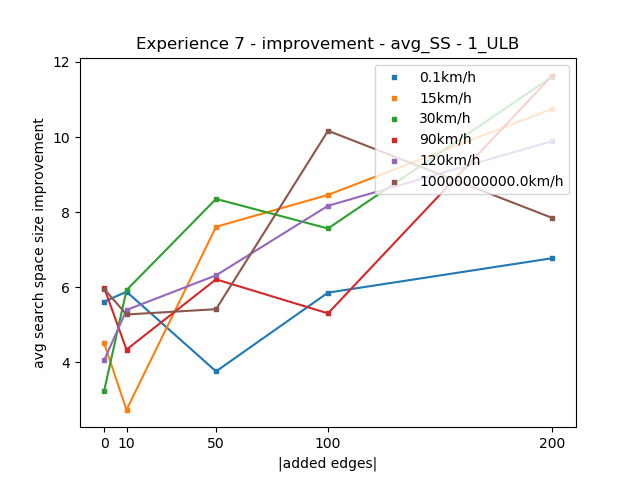 Experience 7 - improvement - avg_SS - 1_ULB
avg search space size improvement
12
10
8
6
4
0.1km/h
15km/h
30km/h
90km/h
120km/h
10000000000.0km/h
0 10 50 100 200
|added edges|